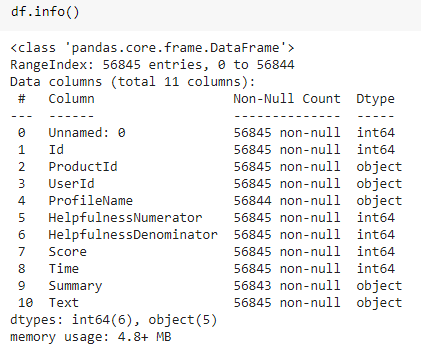 df.info()
<class 'pandas.core.frame.DataFrame'>
RangeIndex: 56845 entries, 0 to 56844
Data columns (total 11 columns):
 #   Column                  Non-Null Count  Dtype
---  ------                  --------------  -----
 0   Unnamed: 0              56845 non-null  int64
 1   Id                      56845 non-null  int64
 2   ProductId               56845 non-null  object
 3   UserId                  56845 non-null  object
 4   ProfileName             56844 non-null  object
 5   HelpfulnessNumerator    56845 non-null  int64
 6   HelpfulnessDenominator  56845 non-null  int64
 7   Score                   56845 non-null  int64
 8   Time                    56845 non-null  int64
 9   Summary                 56843 non-null  object
 10  Text                    56845 non-null  object
dtypes: int64(6), object(5)
memory usage: 4.8+ MB